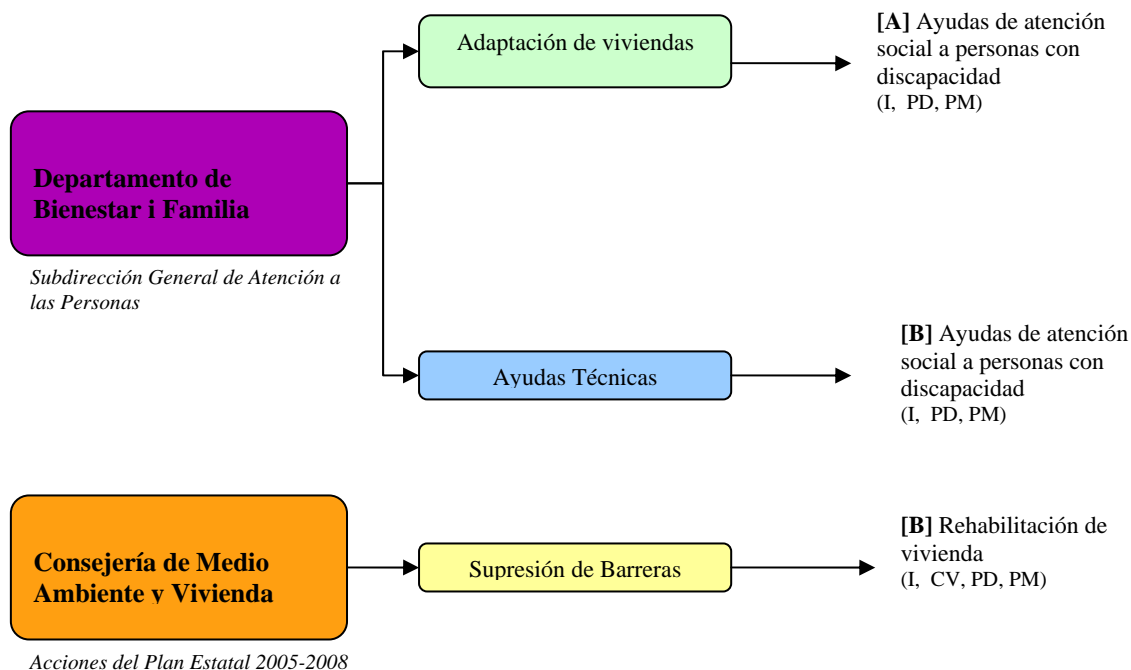 Adaptación de viviendas
[A] Ayudas de atención
social a personas con
discapacidad
(I, PD, PM)
Departamento de
Bienestar i Familia
Subdirección General de Atención a
las Personas
Ayudas Técnicas
[B] Ayudas de atención
social a personas con
discapacidad
(I, PD, PM)
Consejería de Medio
Ambiente y Vivienda
Acciones del Plan Estatal 2005-2008
Supresión de Barreras
[B] Rehabilitación de
vivienda
(I, CV, PD, PM)